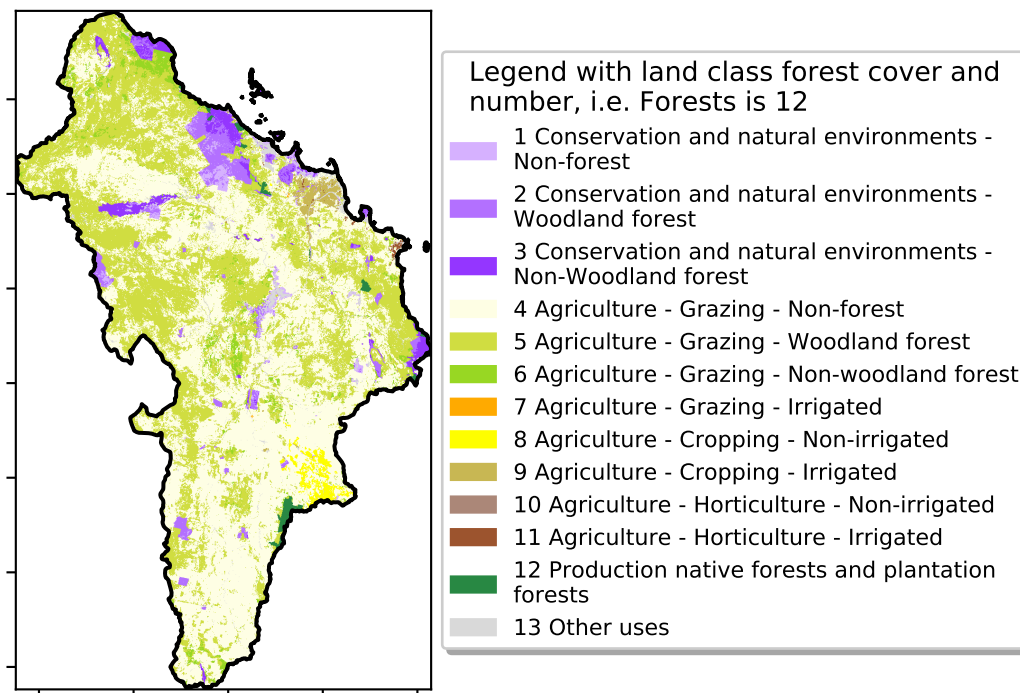 Legend with land class forest cover and
number, i.e. Forests is 12
1 Conservation and natural environments -
Non-forest
2 Conservation and natural environments -
Woodland forest
3 Conservation and natural environments -
Non-Woodland forest
4 Agriculture - Grazing - Non-forest
5 Agriculture - Grazing - Woodland forest
6 Agriculture - Grazing - Non-woodland forest
7 Agriculture - Grazing - Irrigated
8 Agriculture - Cropping - Non-irrigated
9 Agriculture - Cropping - Irrigated
10 Agriculture - Horticulture - Non-irrigated
11 Agriculture - Horticulture - Irrigated
12 Production native forests and plantation
forests
13 Other uses